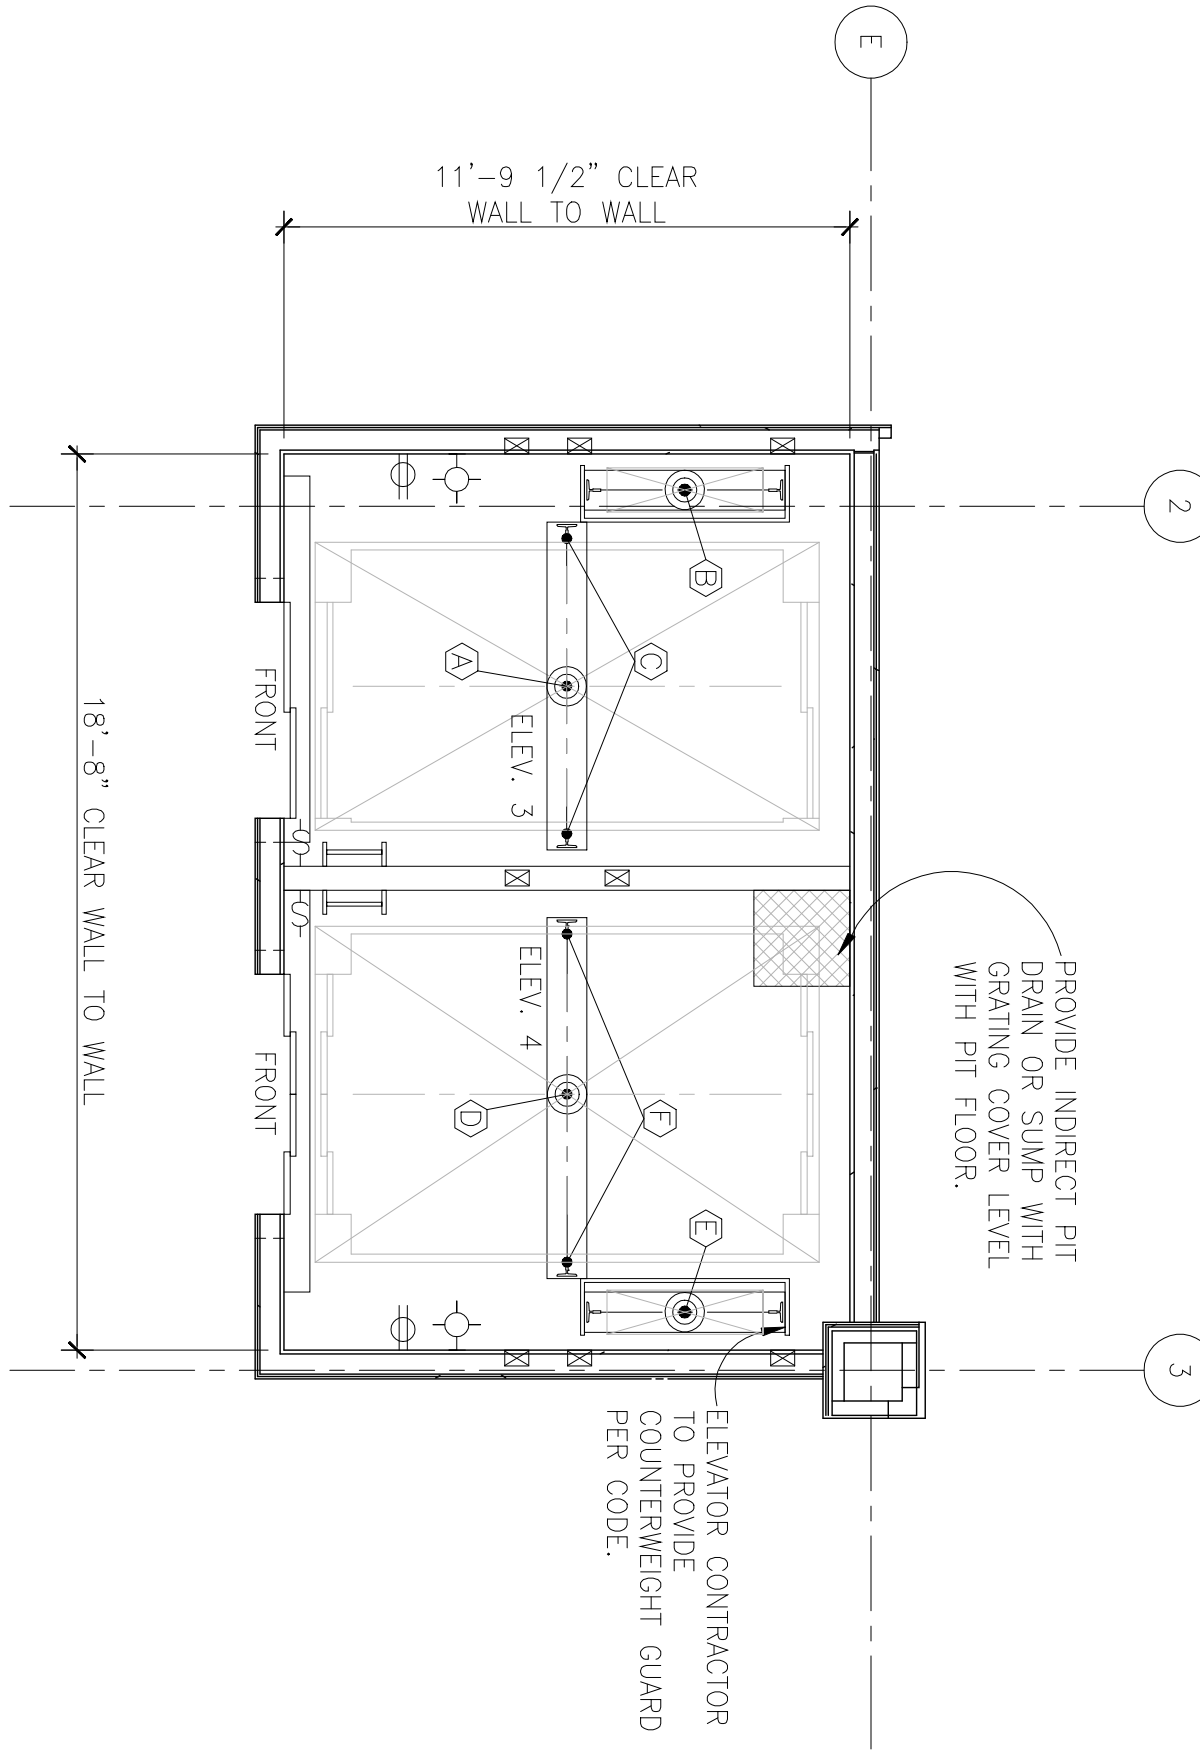 E
11'-9 1/2" CLEAR
WALL TO WALL
2
B
C
A
ELEV. 3
FRONT
18'-8" CLEAR WALL TO WALL
S
S
PROVIDE INDIRECT PIT
DRAIN OR SUMP WITH
GRATING COVER LEVEL
WITH PIT FLOOR.
ELEV. 4
FRONT
F
D
E
3
ELEVATOR CONTRACTOR
TO PROVIDE
COUNTERWEIGHT GUARD
PER CODE.